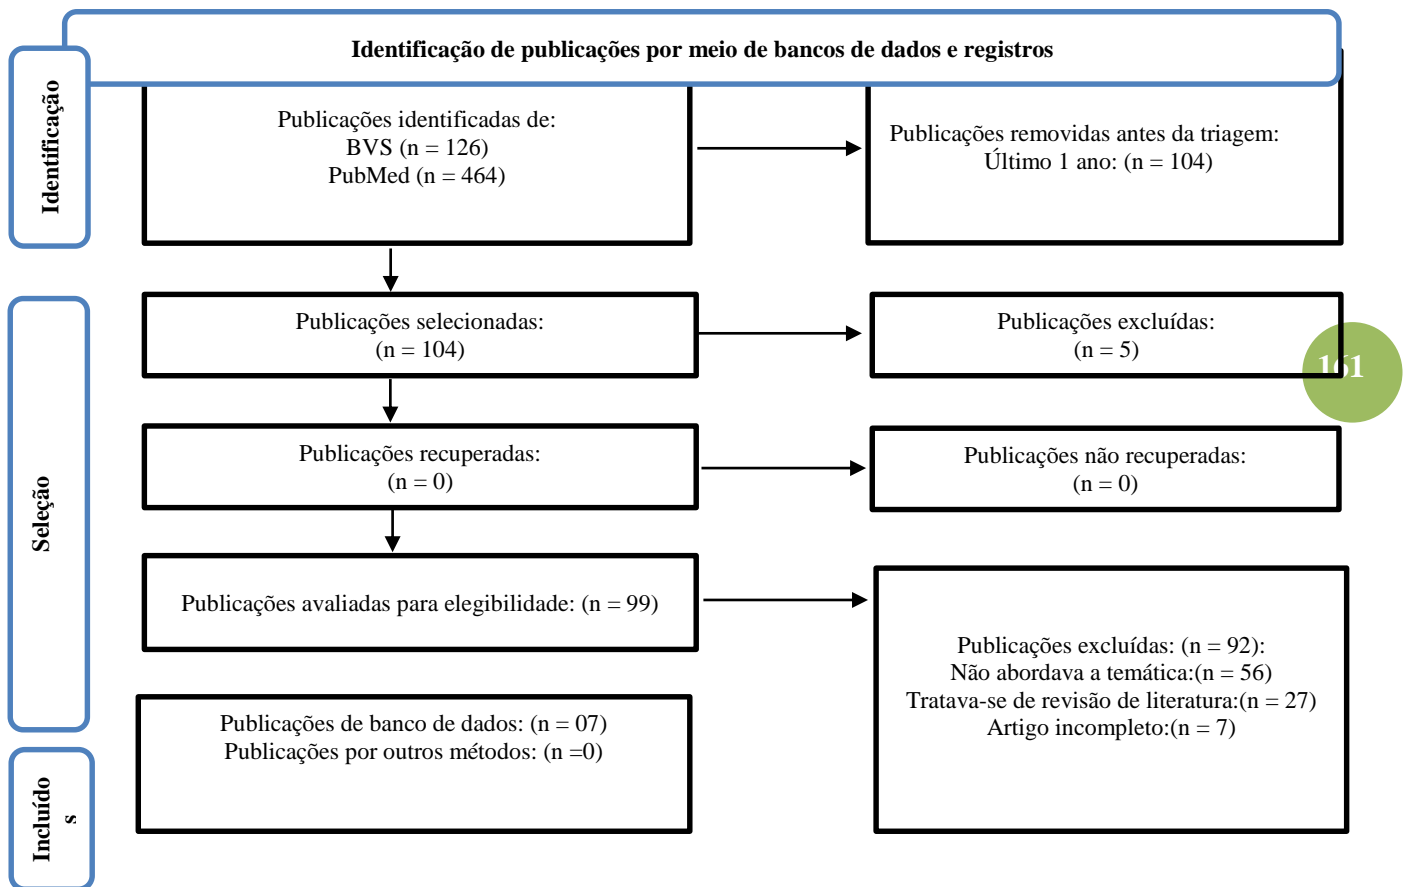 Identificação de publicações por meio de bancos de dados e registros
Identificação
Publicações identificadas de:
BVS (n = 126)
PubMed (n = 464)
Publicações removidas antes da triagem:
Último 1 ano: (n = 104)
Seleção
Publicações selecionadas:
(n = 104)
Publicações excluídas:
(n = 5)
161
Publicações recuperadas:
(n = 0)
Publicações não recuperadas:
(n = 0)
Publicações avaliadas para elegibilidade: (n = 99)
Publicações excluídas: (n = 92):
Não abordava a temática:(n = 56)
Tratava-se de revisão de literatura:(n = 27)
Artigo incompleto:(n = 7)
Incluído
s
Publicações de banco de dados: (n = 07)
Publicações por outros métodos: (n =0)